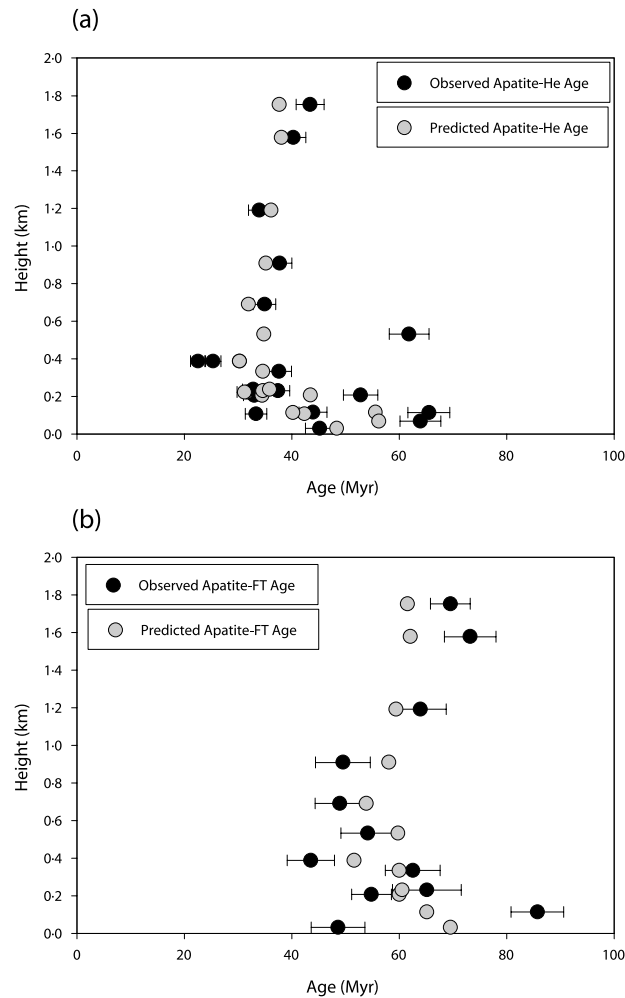 (a)
2·0
1·8
1·6
1·4
1·2
1·0
0·8
0·6
0·4
0·2
0·0
Height (km)
Observed Apatite-He Age
Predicted Apatite-He Age
0 20 40 60 80 100
Age (Myr)
(b)
2·0
1·8
1·6
1·4
1·2
1·0
0·8
0·6
0·4
0·2
0·0
Height (km)
Observed Apatite-FT Age
Predicted Apatite-FT Age
0 20 40 60 80 100
Age (Myr)